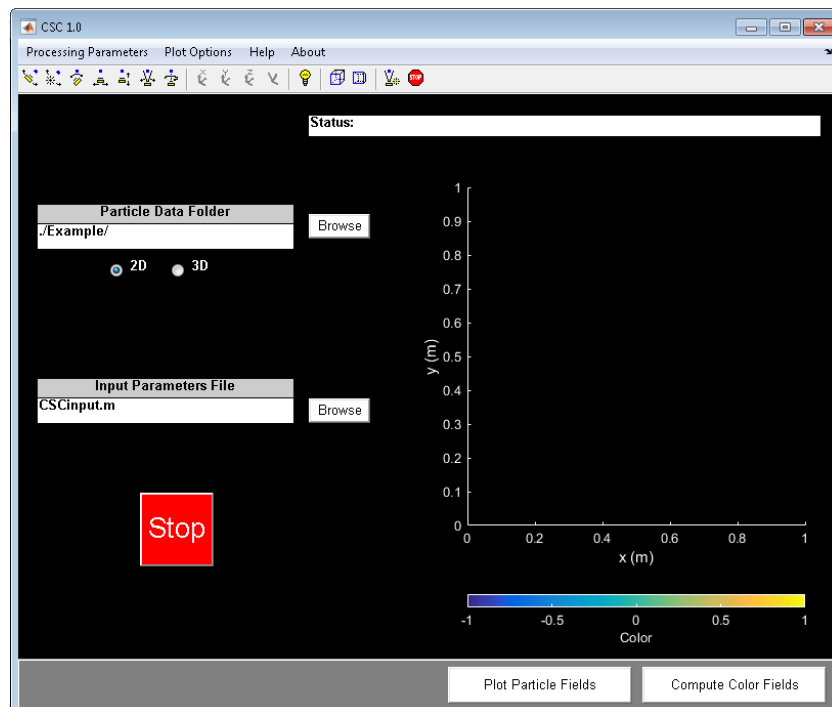 CSC 1.0
Processing Parameters Plot Options Help About
STOP
Status:
Particle Data Folder
./Example/
Browse
2D 3D
Input Parameters File
CSCinput.m
Browse
Stop
1
0.9
0.8
0.7
0.6
0.5
0.4
0.3
0.2
0.1
0
y (m)
0 0.2 0.4 0.6 0.8 1
x (m)
-1 -0.5 0 0.5 1
Color
Plot Particle Fields Compute Color Fields